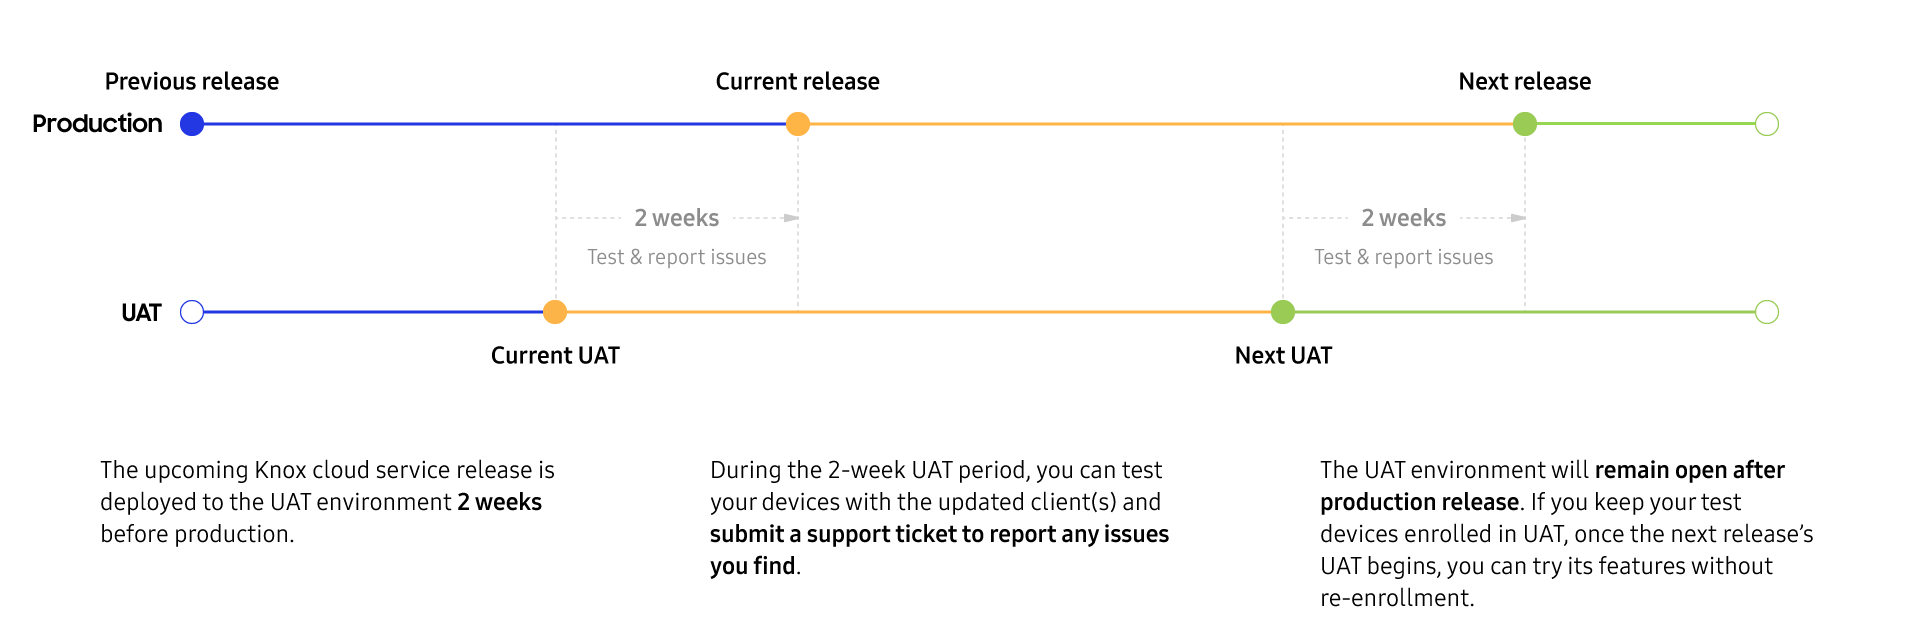 Previous release
Current release
Next release
Production
2 weeks
2 weeks
Test & report issues
Test & report issues
UAT
Current UAT
Next UAT
The upcoming Knox cloud service release is
deployed to the UAT environment 2 weeks
before production.
During the 2-week UAT period, you can test
your devices with the updated client(s) and
submit a support ticket to report any issues
you find.
The UAT environment will remain open after
production release. If you keep your test
devices enrolled in UAT, once the next release’s
UAT begins, you can try its features without
re-enrollment.